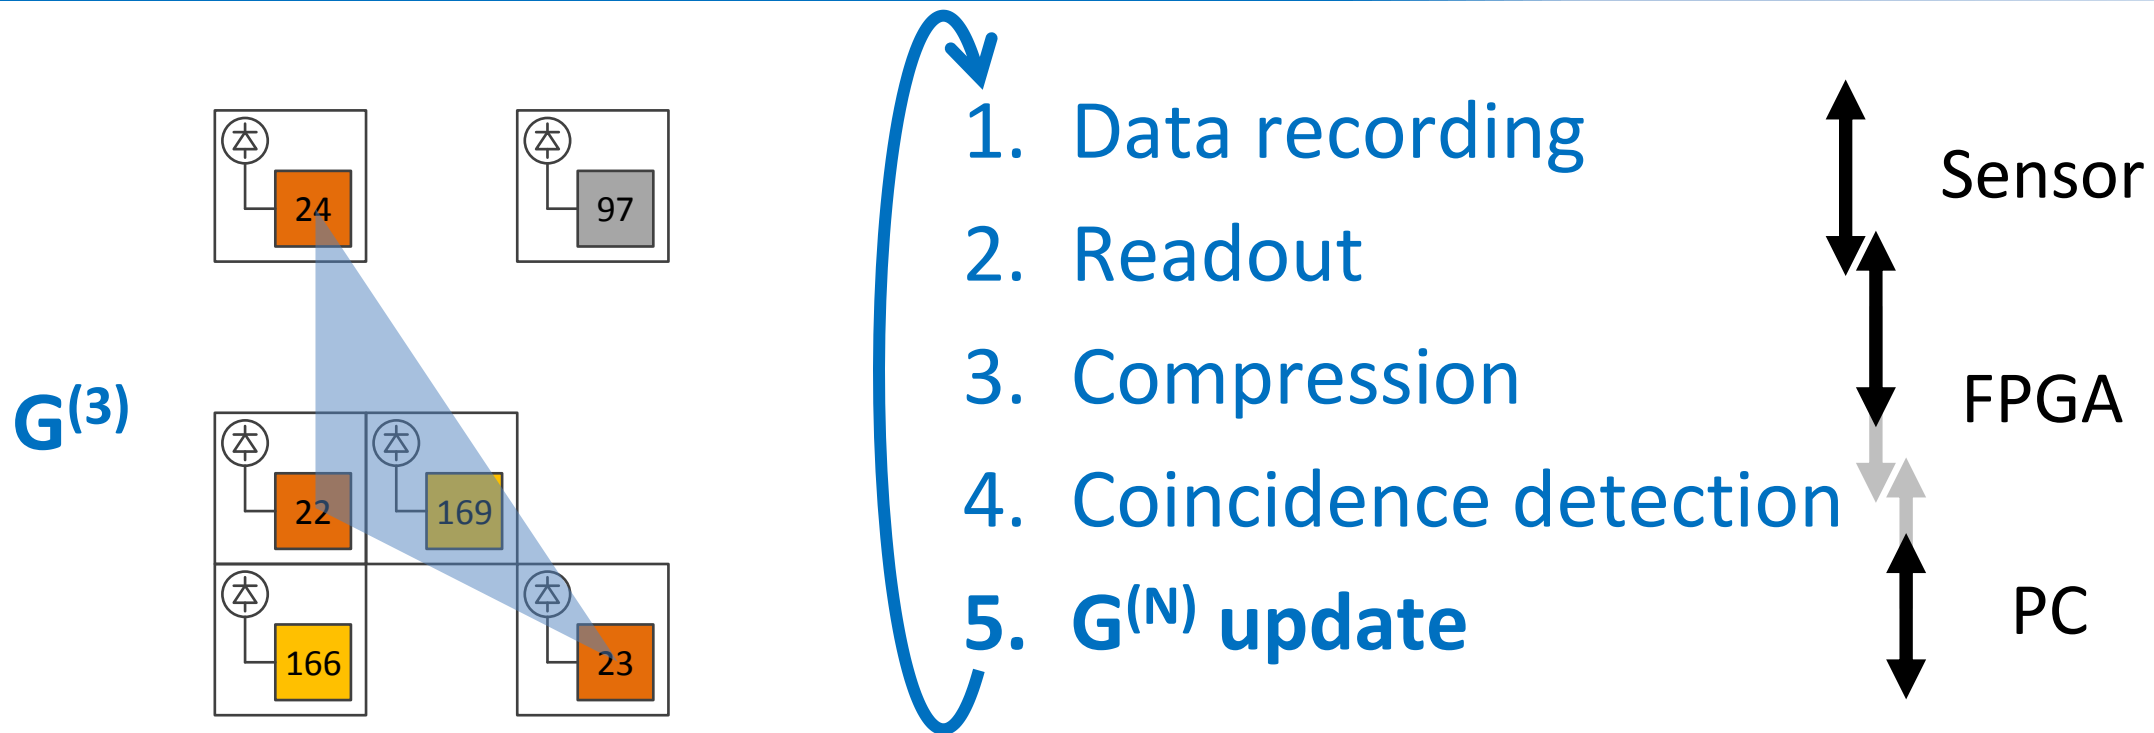 24
97
G(3)
22
169
166
23
1. Data recording
2. Readout
3. Compression
4. Coincidence detection
5. G(N) update
Sensor
FPGA
PC